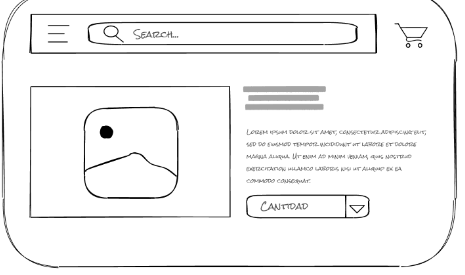 Search...
Lorem ipsum dolor sit amet, consectetur adipiscing elit,
sed do eiusmod tempor incididunt ut labore et dolore
magna aliqua. Ut enim ad minim veniam, quis nostrud
exercitation ullamco laboris nisi ut aliquip ex ea
commodo consequat.
Cantidad